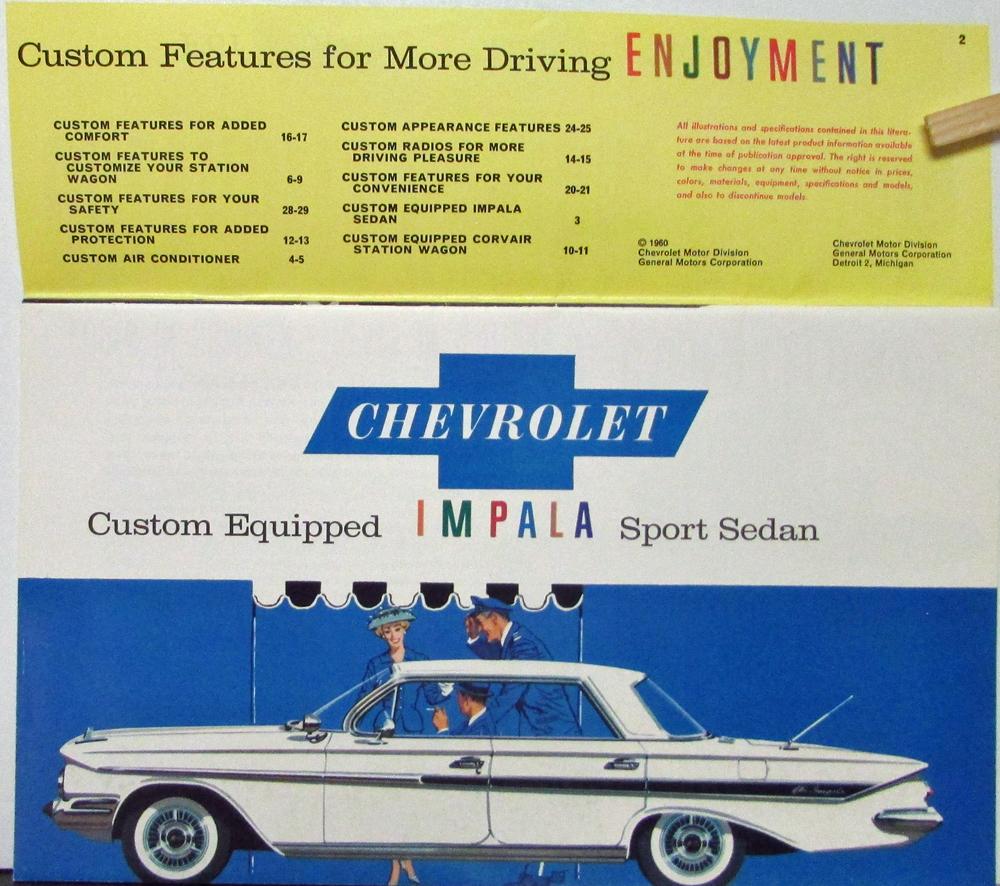 Custom Features for More Driving ENJOYMENT
2
CUSTOM FEATURES FOR ADDED
COMFORT 16-17
CUSTOM FEATURES TO
CUSTOMIZE YOUR STATION
WAGON 6-9
CUSTOM FEATURES FOR YOUR
SAFETY 28-29
CUSTOM FEATURES FOR ADDED
PROTECTION 12-13
CUSTOM AIR CONDITIONER 4-5
CUSTOM APPEARANCE FEATURES 24-25
CUSTOM RADIOS FOR MORE
DRIVING PLEASURE 14-15
CUSTOM FEATURES FOR YOUR
CONVENIENCE 20-21
CUSTOM EQUIPPED IMPALA
SEDAN 3
CUSTOM EQUIPPED CORVAIR
STATION WAGON 10-11
All illustrations and specifications contained in this litera-
ture are based on the latest product information available
at the time of publication approval. The right is reserved
to make changes at any time without notice in prices,
colors, materials, equipment, specifications and models,
and also to discontinue models.
© 1960
Chevrolet Motor Division
General Motors Corporation
Chevrolet Motor Division
General Motors Corporation
Detroit 2, Michigan
CHEVROLET
Custom Equipped IMPALA Sport Sedan